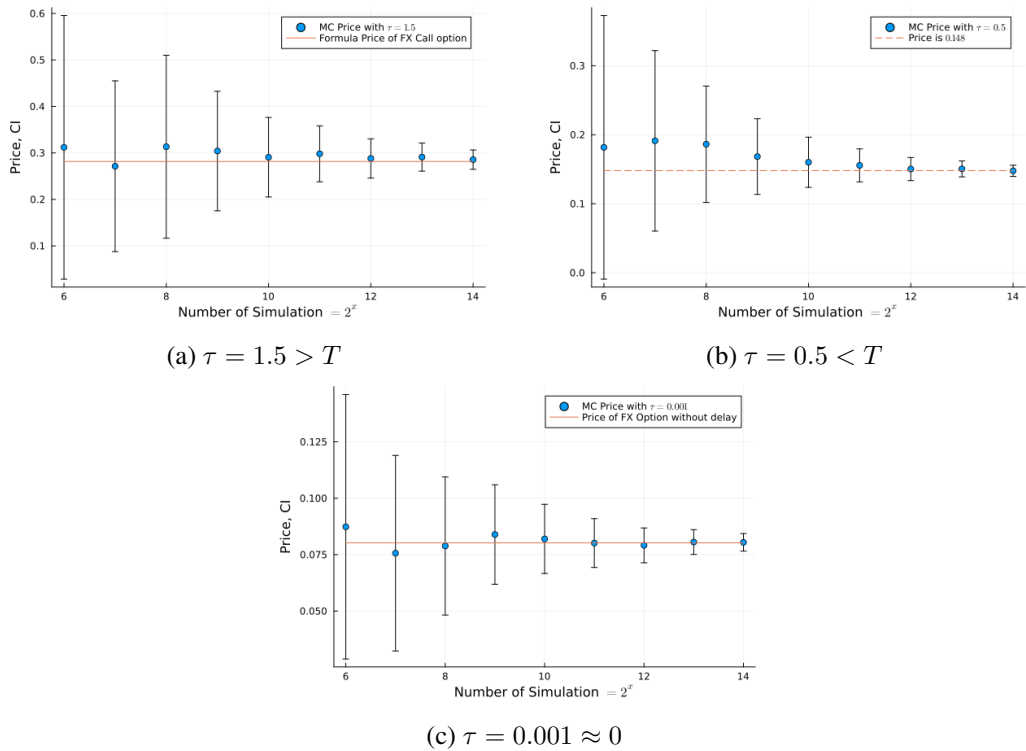 MC Price with τ = 1.5
Formula Price of FX Call option
0.6
0.5
0.4
0.3
0.2
0.1
Price, CI
6 8 10 12 14
Number of Simulation = 2^x
(a) τ = 1.5 > T
MC Price with τ = 0.5
Price is 0.148
0.3
0.2
0.1
0.0
Price, CI
6 8 10 12 14
Number of Simulation = 2^x
(b) τ = 0.5 < T
MC Price with τ = 0.001
Price of FX Option without delay
0.125
0.100
0.075
0.050
Price, CI
6 8 10 12 14
Number of Simulation = 2^x
(c) τ = 0.001 ≈ 0